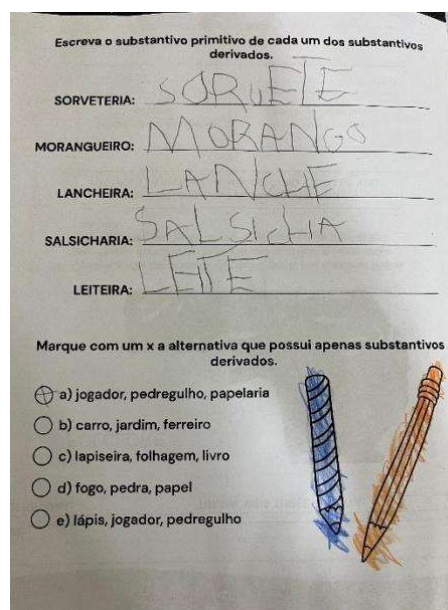 Escreva o substantivo primitivo de cada um dos substantivos
derivados.
SORVETERIA: SORVETE
MORANGUEIRO: MORANGO
LANCHEIRA: LANCHE
SALSICHARIA: SALSICHA
LEITEIRA: LEITE
Marque com um x a alternativa que possui apenas substantivos
derivados.
a) jogador, pedregulho, papelaria
b) carro, jardim, ferreiro
c) lapiseira, folhagem, livro
d) fogo, pedra, papel
e) lápis, jogador, pedregulho